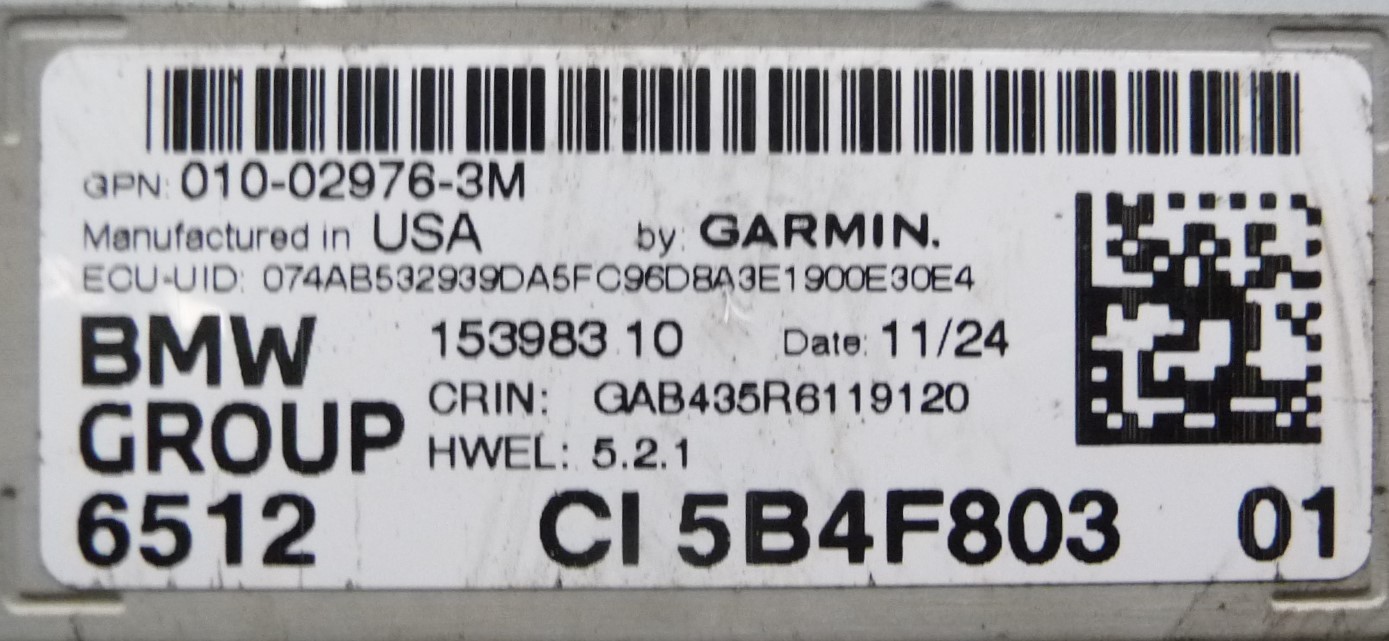 GPN: 010-02976-3M
Manufactured in USA by: GARMIN.
ECU-UID: 074AB532939DA5FC96D8A3E1900E30E4
BMW GROUP
153983 10 Date: 11/24
CRIN: GAB435R6119120
HWEL: 5.2.1
6512 CI 5B4F803 01